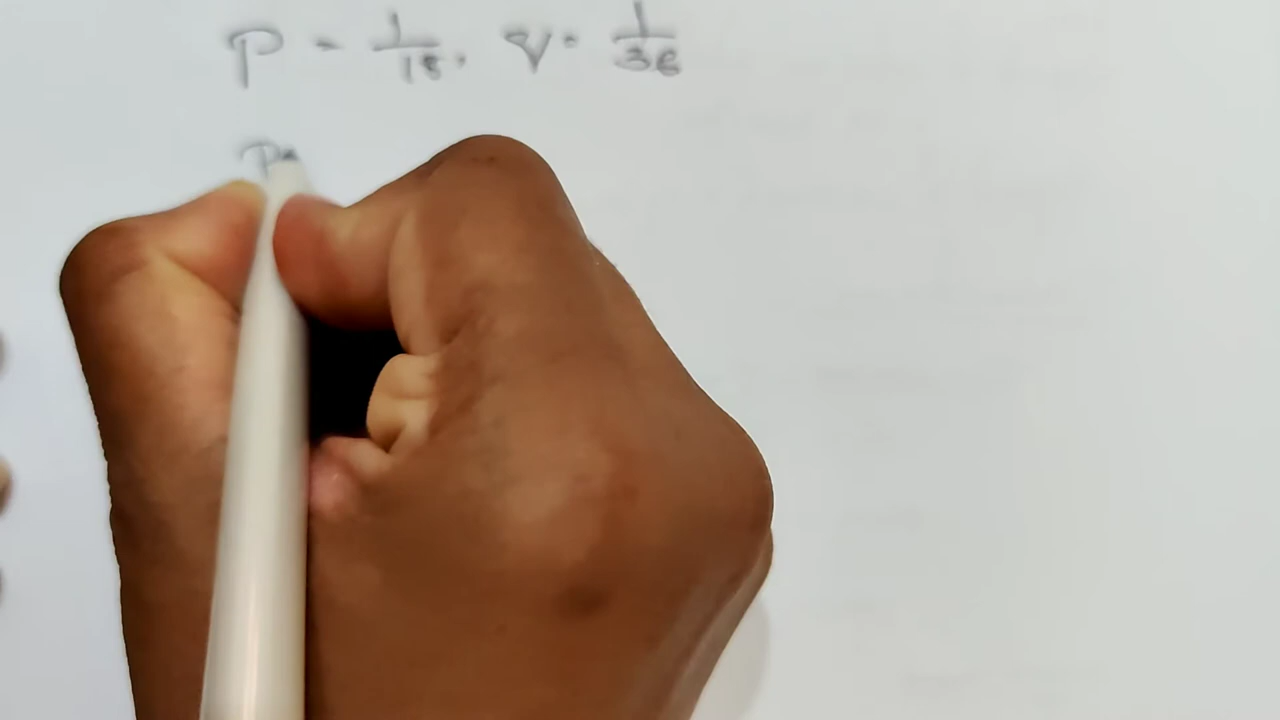 P = 1/18, q = 1/36
P